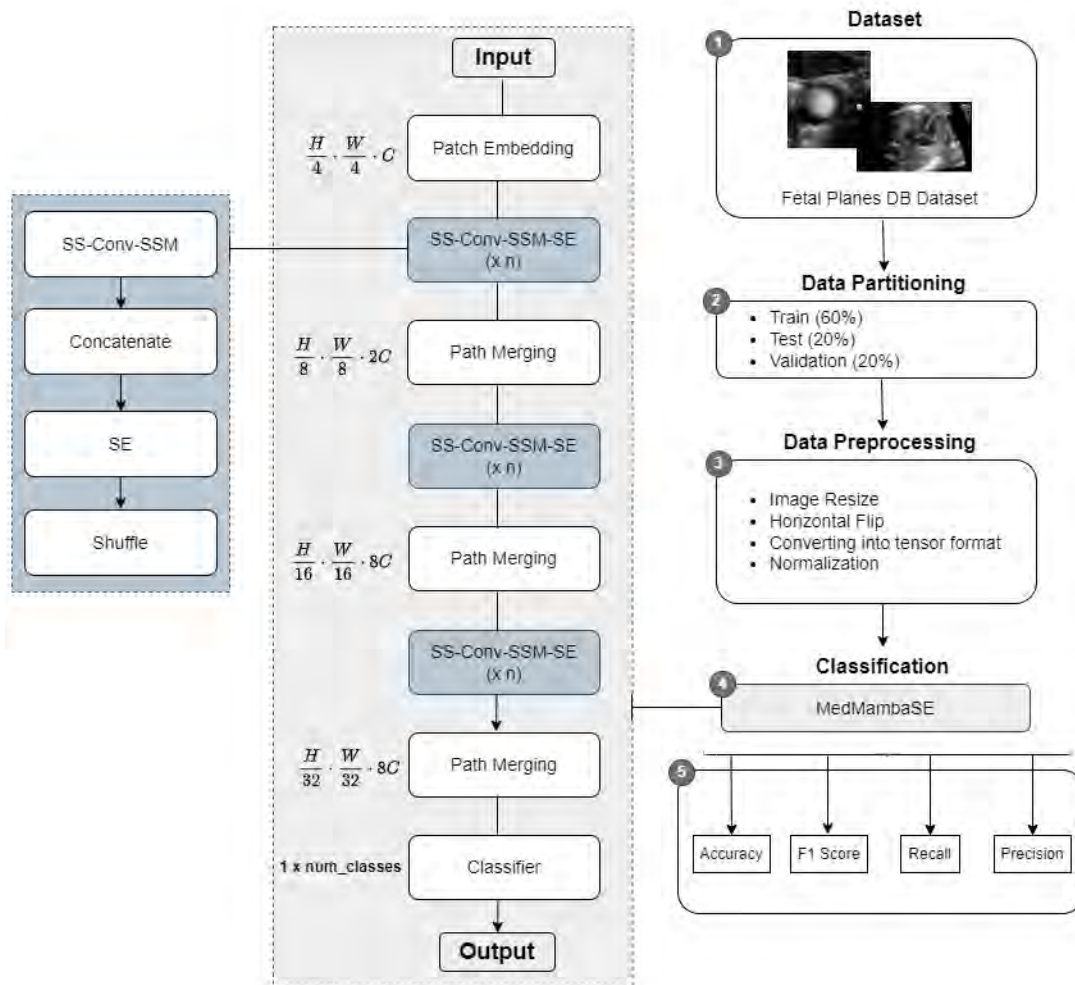 SS-Conv-SSM
Concatenate
SE
Shuffle
Input
H/4 · W/4 · C
Patch Embedding
SS-Conv-SSM-SE
(x n)
H/8 · W/8 · 2C
Path Merging
SS-Conv-SSM-SE
(x n)
H/16 · W/16 · 8C
Path Merging
SS-Conv-SSM-SE
(x n)
H/32 · W/32 · 8C
Path Merging
1 x num_classes
Classifier
Output
Dataset
1
Fetal Planes DB Dataset
Data Partitioning
2
• Train (60%)
• Test (20%)
• Validation (20%)
Data Preprocessing
3
• Image Resize
• Horizontal Flip
• Converting into tensor format
• Normalization
Classification
4
MedMambaSE
5
Accuracy
F1 Score
Recall
Precision